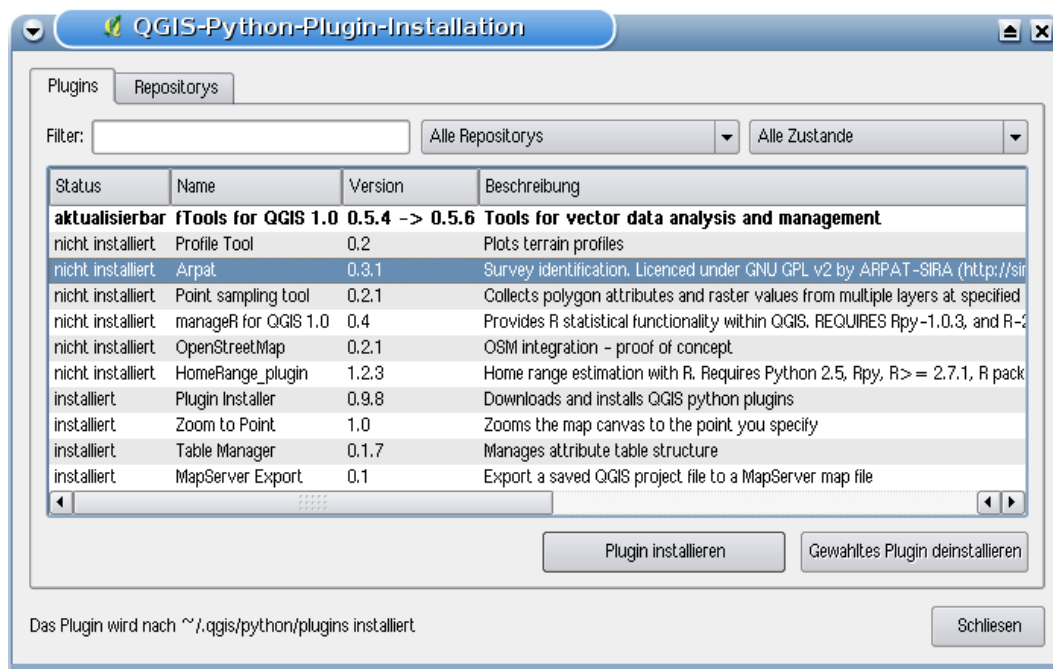 QGIS-Python-Plugin-Installation
Plugins Repositorys
Filter: Alle Repositorys Alle Zustande
Status Name Version Beschreibung
aktualisierbar fTools for QGIS 1.0 0.5.4 -> 0.5.6 Tools for vector data analysis and management
nicht installiert Profile Tool 0.2 Plots terrain profiles
nicht installiert Arpat 0.3.1 Survey identification. Licenced under GNU GPL v2 by ARPAT-SIRA (http://sir
nicht installiert Point sampling tool 0.2.1 Collects polygon attributes and raster values from multiple layers at specified
nicht installiert manageR for QGIS 1.0 0.4 Provides R statistical functionality within QGIS. REQUIRES Rpy-1.0.3, and R-2
nicht installiert OpenStreetMap 0.2.1 OSM integration - proof of concept
nicht installiert HomeRange_plugin 1.2.3 Home range estimation with R. Requires Python 2.5, Rpy, R>= 2.7.1, R pack
installiert Plugin Installer 0.9.8 Downloads and installs QGIS python plugins
installiert Zoom to Point 1.0 Zooms the map canvas to the point you specify
installiert Table Manager 0.1.7 Manages attribute table structure
installiert MapServer Export 0.1 Export a saved QGIS project file to a MapServer map file
Plugin installieren Gewahltes Plugin deinstallieren
Das Plugin wird nach ~/.qgis/python/plugins installiert Schliesen